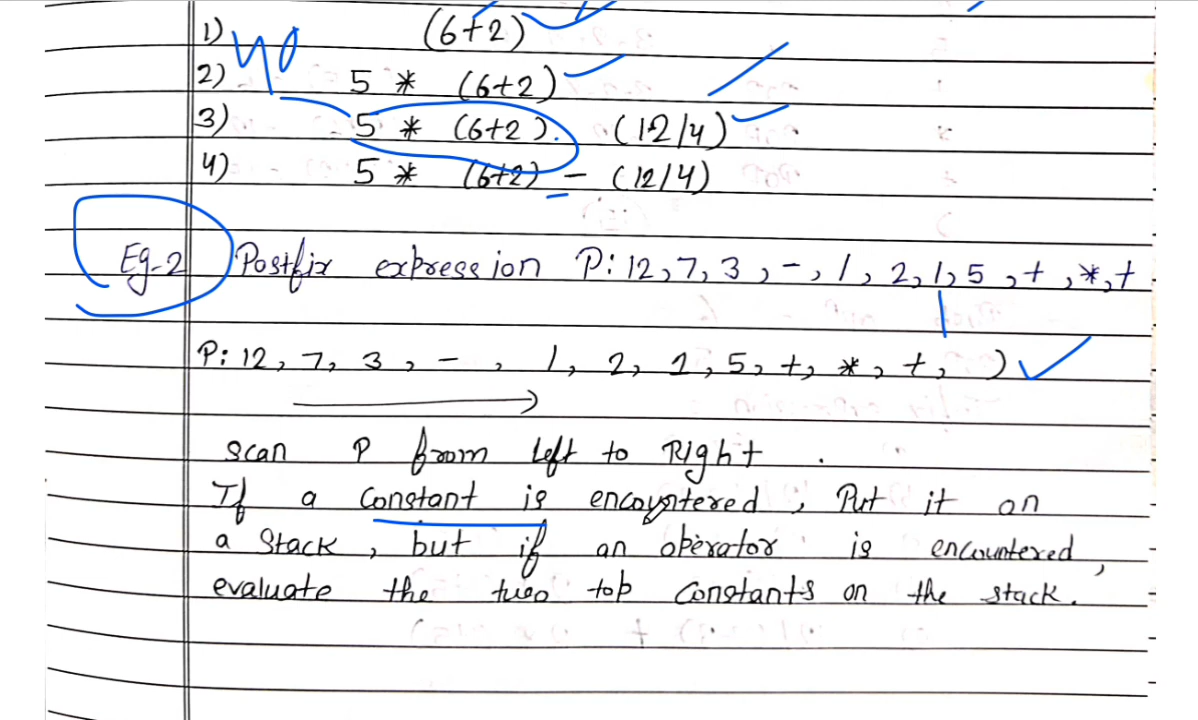 1) (6+2)
40
2) 5 * (6+2)
3) 5 * (6+2). (12/4)
4) 5 * (6+2) - (12/4)
Eg-2 Postfix expression P: 12, 7, 3, -, /, 2, 1, 5, +, *, +
P: 12, 7, 3, -, /, 2, 1, 5, +, *, +, )
Scan P from left to Right.
If a constant is encountered, Put it on
a stack, but if an operator is encountered,
evaluate the two top constants on the stack.